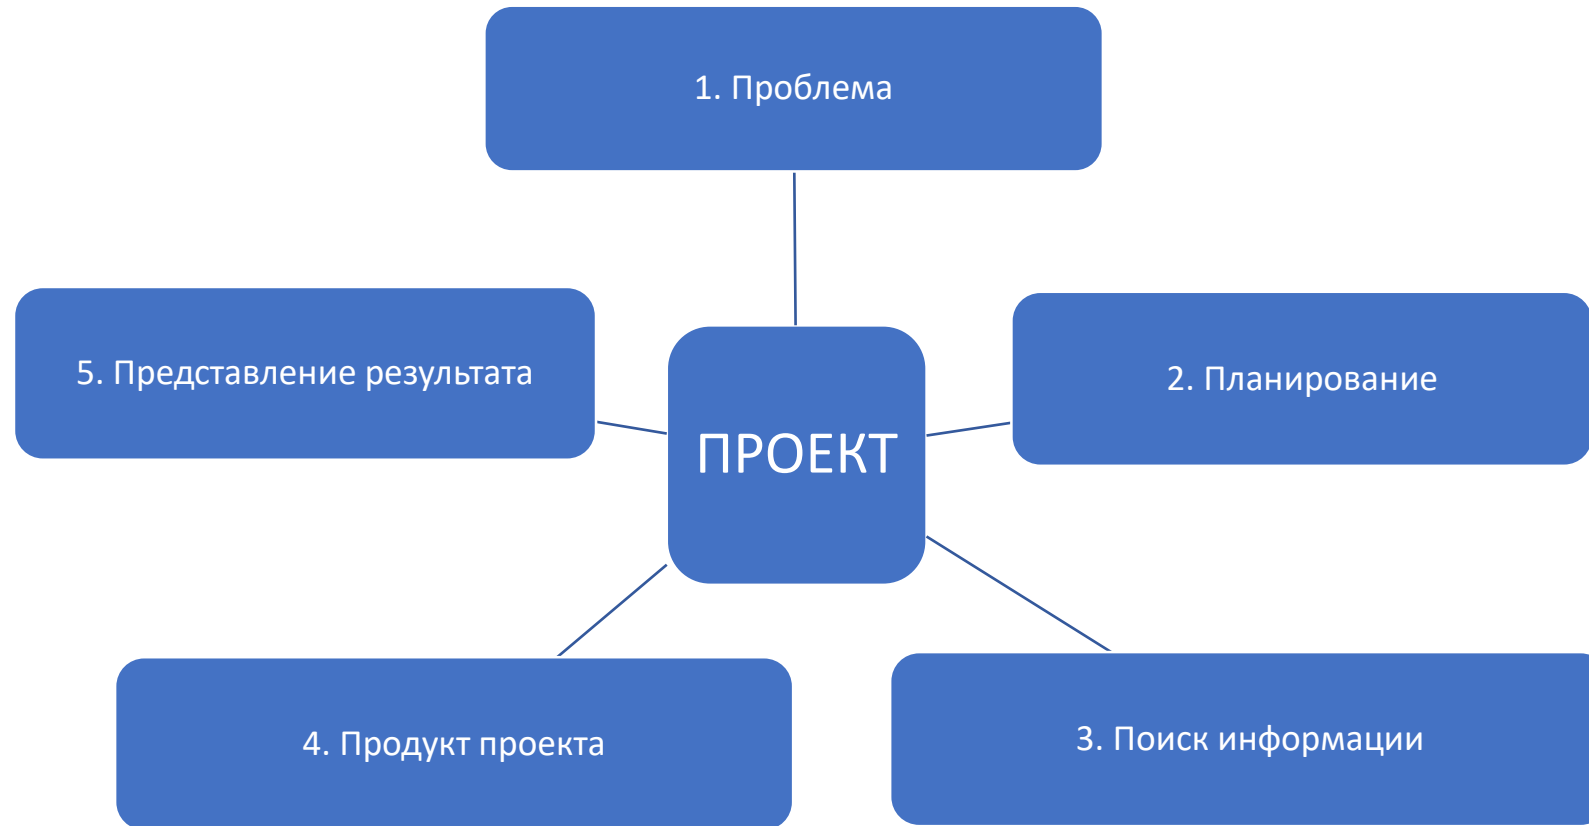 1. Проблема
5. Представление результата
2. Планирование
ПРОЕКТ
4. Продукт проекта
3. Поиск информации